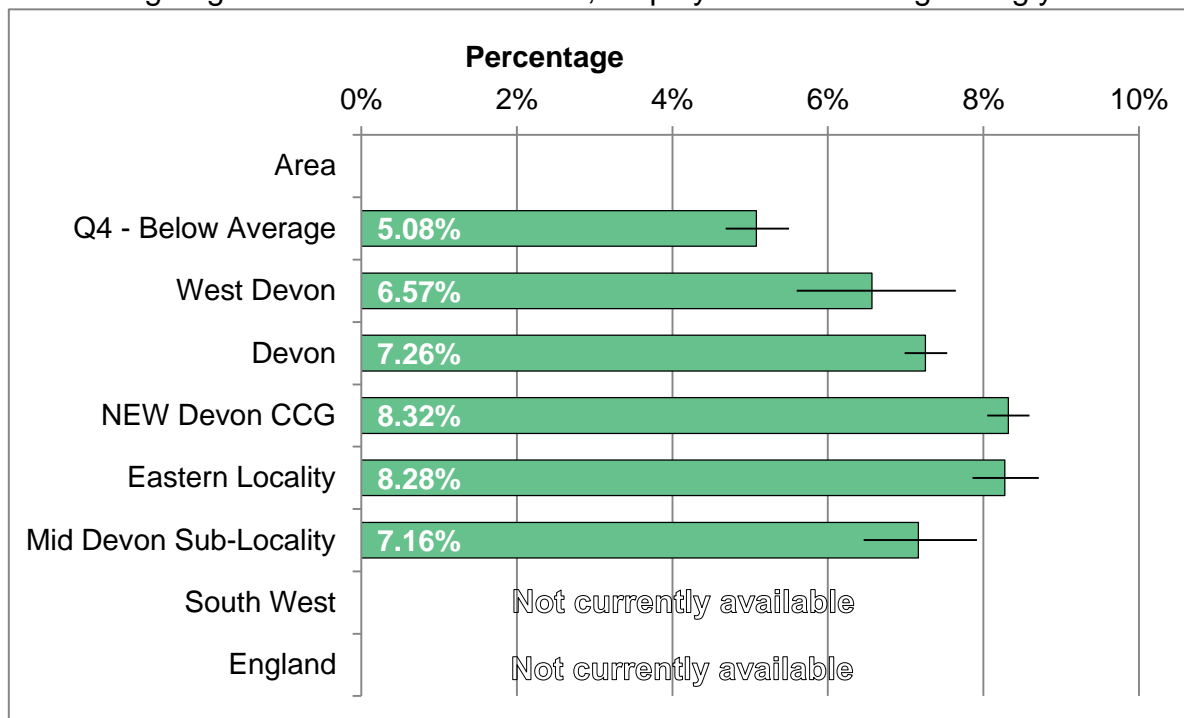 Percentage
0% 2% 4% 6% 8% 10%
Area
Q4 - Below Average 5.08%
West Devon 6.57%
Devon 7.26%
NEW Devon CCG 8.32%
Eastern Locality 8.28%
Mid Devon Sub-Locality 7.16%
South West Not currently available
England Not currently available